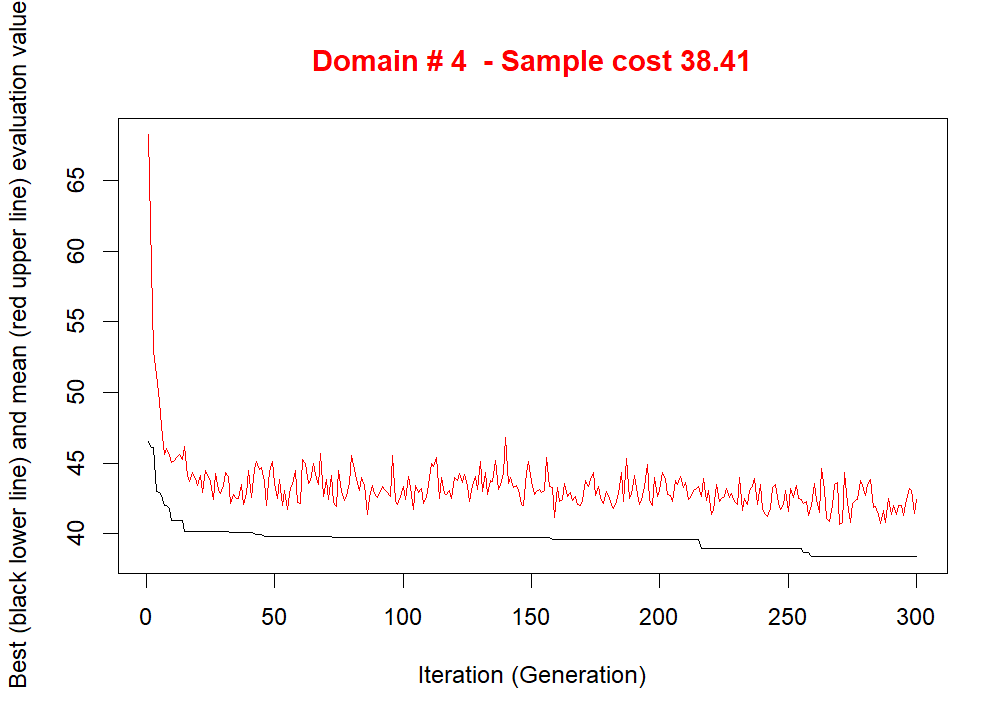 Domain # 4  - Sample cost 38.41
Best (black lower line) and mean (red upper line) evaluation value
65
60
55
50
45
40
0 50 100 150 200 250 300
Iteration (Generation)